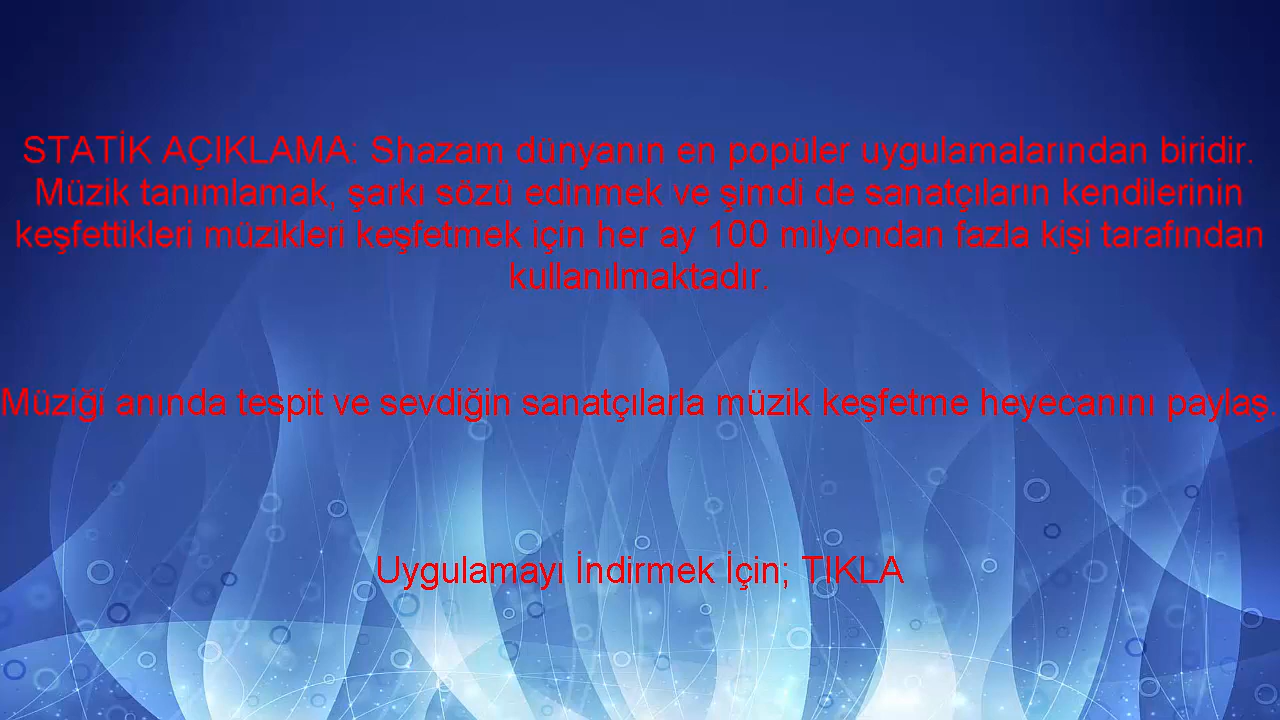 STATİK AÇIKLAMA: Shazam dünyanın en popüler uygulamalarından biridir.
Müzik tanımlamak, şarkı sözü edinmek ve şimdi de sanatçıların kendilerinin
keşfettikleri müzikleri keşfetmek için her ay 100 milyondan fazla kişi tarafından
kullanılmaktadır.
Müziği anında tespit ve sevdiğin sanatçılarla müzik keşfetme heyecanını paylaş.
Uygulamayı İndirmek İçin; TIKLA